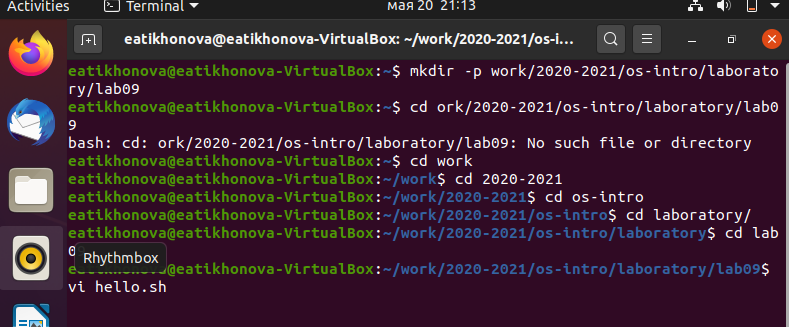 Activities Terminal мая 20 21:13
eatikhonova@eatikhonova-VirtualBox: ~/work/2020-2021/os-i...
eatikhonova@eatikhonova-VirtualBox:~$ mkdir -p work/2020-2021/os-intro/laborato
ry/lab09
eatikhonova@eatikhonova-VirtualBox:~$ cd ork/2020-2021/os-intro/laboratory/lab0
9
bash: cd: ork/2020-2021/os-intro/laboratory/lab09: No such file or directory
eatikhonova@eatikhonova-VirtualBox:~$ cd work
eatikhonova@eatikhonova-VirtualBox:~/work$ cd 2020-2021
eatikhonova@eatikhonova-VirtualBox:~/work/2020-2021$ cd os-intro
eatikhonova@eatikhonova-VirtualBox:~/work/2020-2021/os-intro$ cd laboratory/
eatikhonova@eatikhonova-VirtualBox:~/work/2020-2021/os-intro/laboratory$ cd lab
0
Rhythmbox
eatikhonova@eatikhonova-VirtualBox:~/work/2020-2021/os-intro/laboratory/lab09$
vi hello.sh